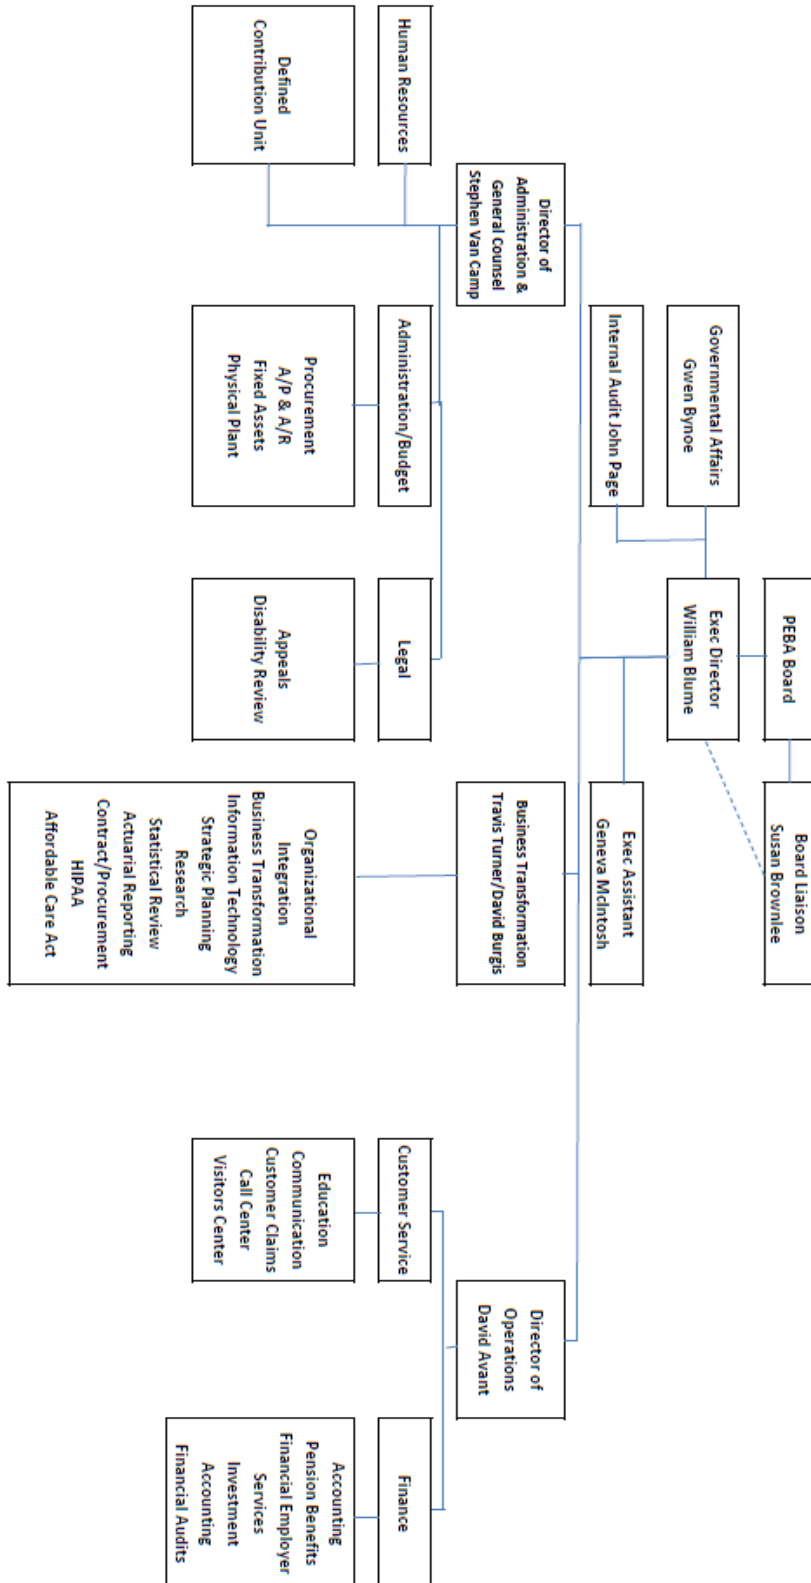 PEBA Board
Board Liaison
Susan Brownlee
Governmental Affairs
Gwen Bynoe
Exec Director
William Blume
Internal Audit John Page
Exec Assistant
Geneva McIntosh
Director of
Administration &
General Counsel
Stephen Van Camp
Business Transformation
Travis Turner/David Burgis
Director of
Operations
David Avant
Human Resources
Administration/Budget
Legal
Customer Service
Finance
Defined
Contribution Unit
Procurement
A/P & A/R
Fixed Assets
Physical Plant
Appeals
Disability Review
Organizational
Integration
Business Transformation
Information Technology
Strategic Planning
Research
Statistical Review
Actuarial Reporting
Contract/Procurement
HIPAA
Affordable Care Act
Education
Communication
Customer Claims
Call Center
Visitors Center
Accounting
Pension Benefits
Financial Employer
Services
Investment
Accounting
Financial Audits